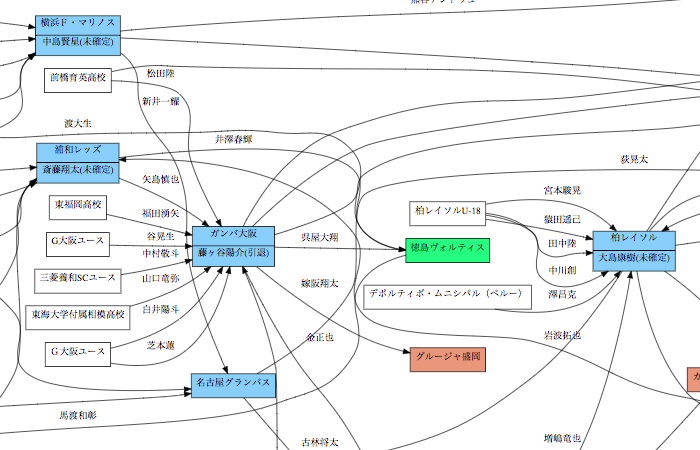 横浜F・マリノス
中島賢星(未確定)
前橋育英高校
松田陸
新井一耀
渡大生
井澤春輝
浦和レッズ
斎藤翔太(未確定)
矢島慎也
荻晃太
宮本駿晃
東福岡高校
福田湧矢
柏レイソルU-18
猿田遥己
ガンバ大阪
藤ヶ谷陽介(引退)
G大阪ユース
谷晃生
中村敬斗
呉屋大翔
徳島ヴォルティス
田中陸
柏レイソル
大島康樹(未確定)
三菱養和SCユース
山口竜弥
中川創
嫁阪翔太
デポルティボ・ムニシパル（ペルー）
澤昌克
東海大学付属相模高校
白井陽斗
金正也
岩波拓也
G大阪ユース
芝本蓮
グルージャ盛岡
名古屋グランパス
馬渡和彰
古林将太
増嶋竜也